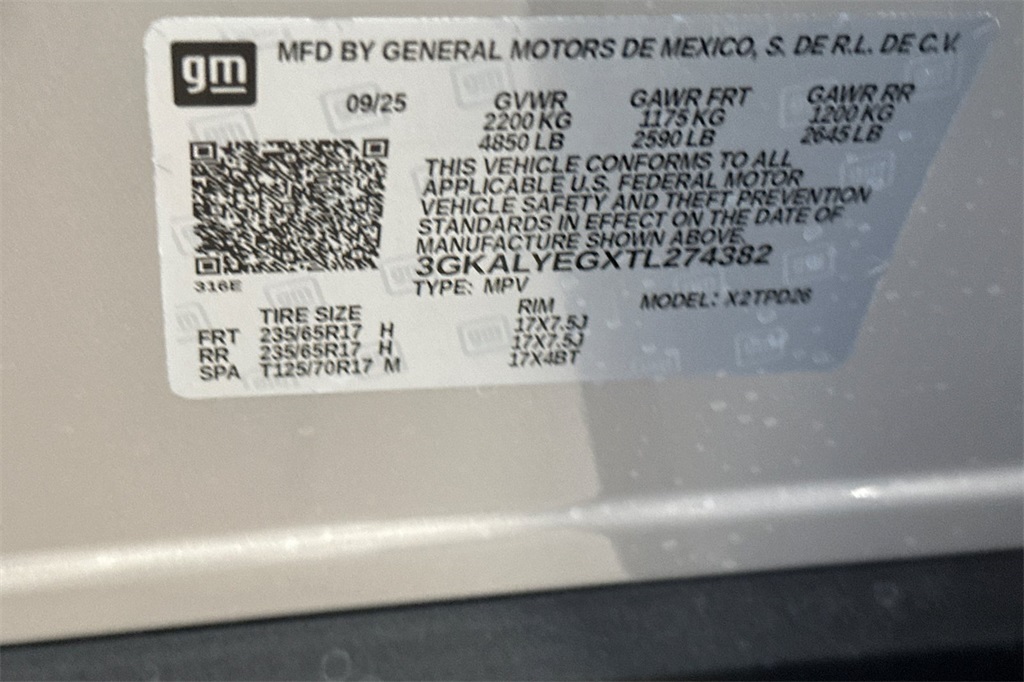 gm MFD BY GENERAL MOTORS DE MEXICO, S. DE R.L. DE C.V.
09/25 GVWR GAWR FRT GAWR RR
2200 KG 1175 KG 1200 KG
4850 LB 2590 LB 2645 LB
THIS VEHICLE CONFORMS TO ALL
APPLICABLE U.S. FEDERAL MOTOR
VEHICLE SAFETY AND THEFT PREVENTION
STANDARDS IN EFFECT ON THE DATE OF
MANUFACTURE SHOWN ABOVE.
3GKALYEGXTL274382
316E TYPE: MPV MODEL: X2TPD26
TIRE SIZE RIM
FRT 235/65R17 H 17X7.5J
RR 235/65R17 H 17X7.5J
SPA T125/70R17 M 17X4BT